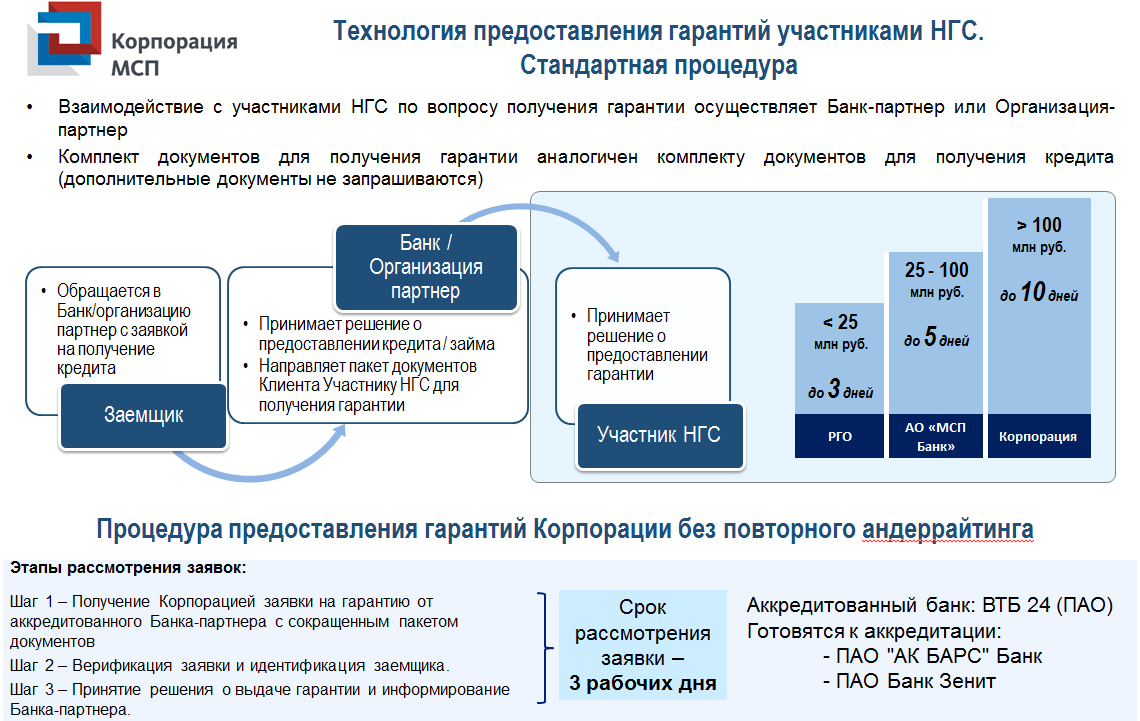 Корпорация
МСП
Технология предоставления гарантий участниками НГС.
Стандартная процедура
• Взаимодействие с участниками НГС по вопросу получения гарантии осуществляет Банк-партнер или Организация-
партнер
• Комплект документов для получения гарантии аналогичен комплекту документов для получения кредита
(дополнительные документы не запрашиваются)
• Обращается в
Банк/организацию
партнер с заявкой
на получение
кредита
Заемщик
Банк /
Организация
партнер
• Принимает решение о
предоставлении кредита / займа
• Направляет пакет документов
Клиента Участнику НГС для
получения гарантии
• Принимает
решение о
предоставлении
гарантии
Участник НГС
< 25
млн руб.
до 3 дней
РГО
25 - 100
млн руб.
до 5 дней
АО «МСП
Банк»
> 100
млн руб.
до 10 дней
Корпорация
Процедура предоставления гарантий Корпорации без повторного андеррайтинга
Этапы рассмотрения заявок:
Шаг 1 – Получение Корпорацией заявки на гарантию от
аккредитованного Банка-партнера с сокращенным пакетом
документов
Шаг 2 – Верификация заявки и идентификация заемщика.
Шаг 3 – Принятие решения о выдаче гарантии и информирование
Банка-партнера.
Срок
рассмотрения
заявки –
3 рабочих дня
Аккредитованный банк: ВТБ 24 (ПАО)
Готовятся к аккредитации:
- ПАО "АК БАРС" Банк
- ПАО Банк Зенит